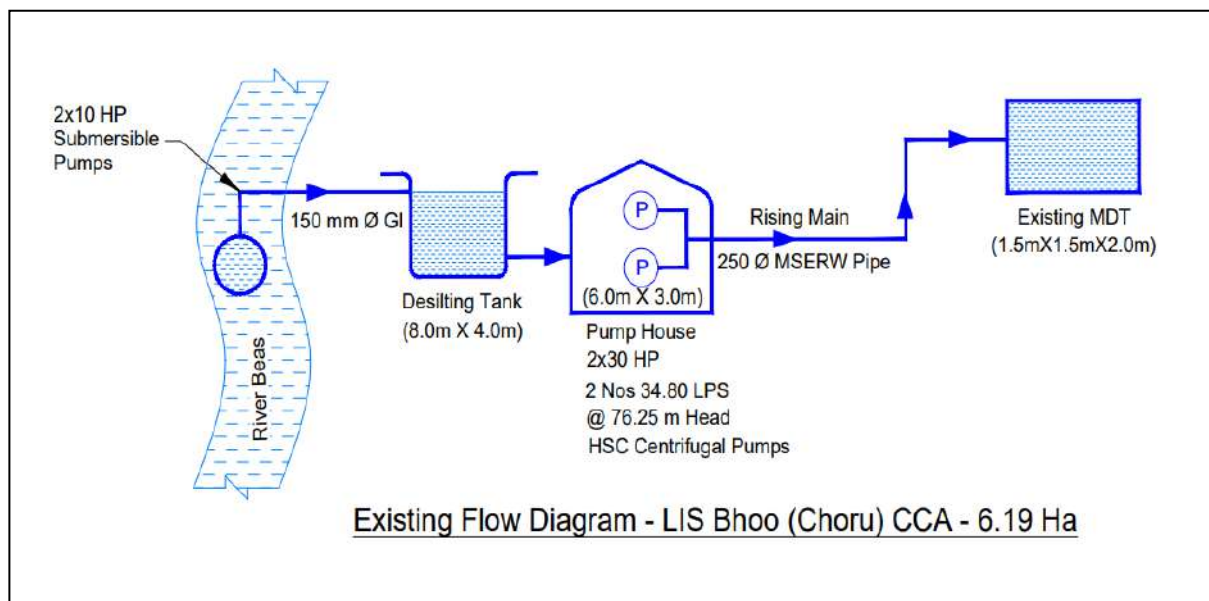 2x10 HP
Submersible
Pumps
150 mm Ø GI
River Beas
Desilting Tank
(8.0m X 4.0m)
P
P
(6.0m X 3.0m)
Pump House
2x30 HP
2 Nos 34.80 LPS
@ 76.25 m Head
HSC Centrifugal Pumps
Rising Main
250 Ø MSERW Pipe
Existing MDT
(1.5mX1.5mX2.0m)
Existing Flow Diagram - LIS Bhoo (Choru) CCA - 6.19 Ha